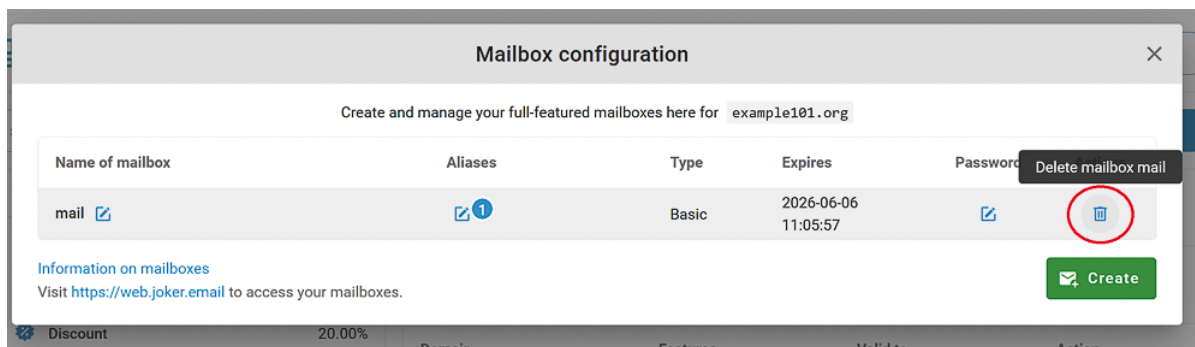 Mailbox configuration
Create and manage your full-featured mailboxes here for example101.org
Name of mailbox Aliases Type Expires Password
Delete mailbox mail
mail 1 Basic 2026-06-06 11:05:57
Information on mailboxes
Visit https://web.joker.email to access your mailboxes.
Create
Discount 20.00%